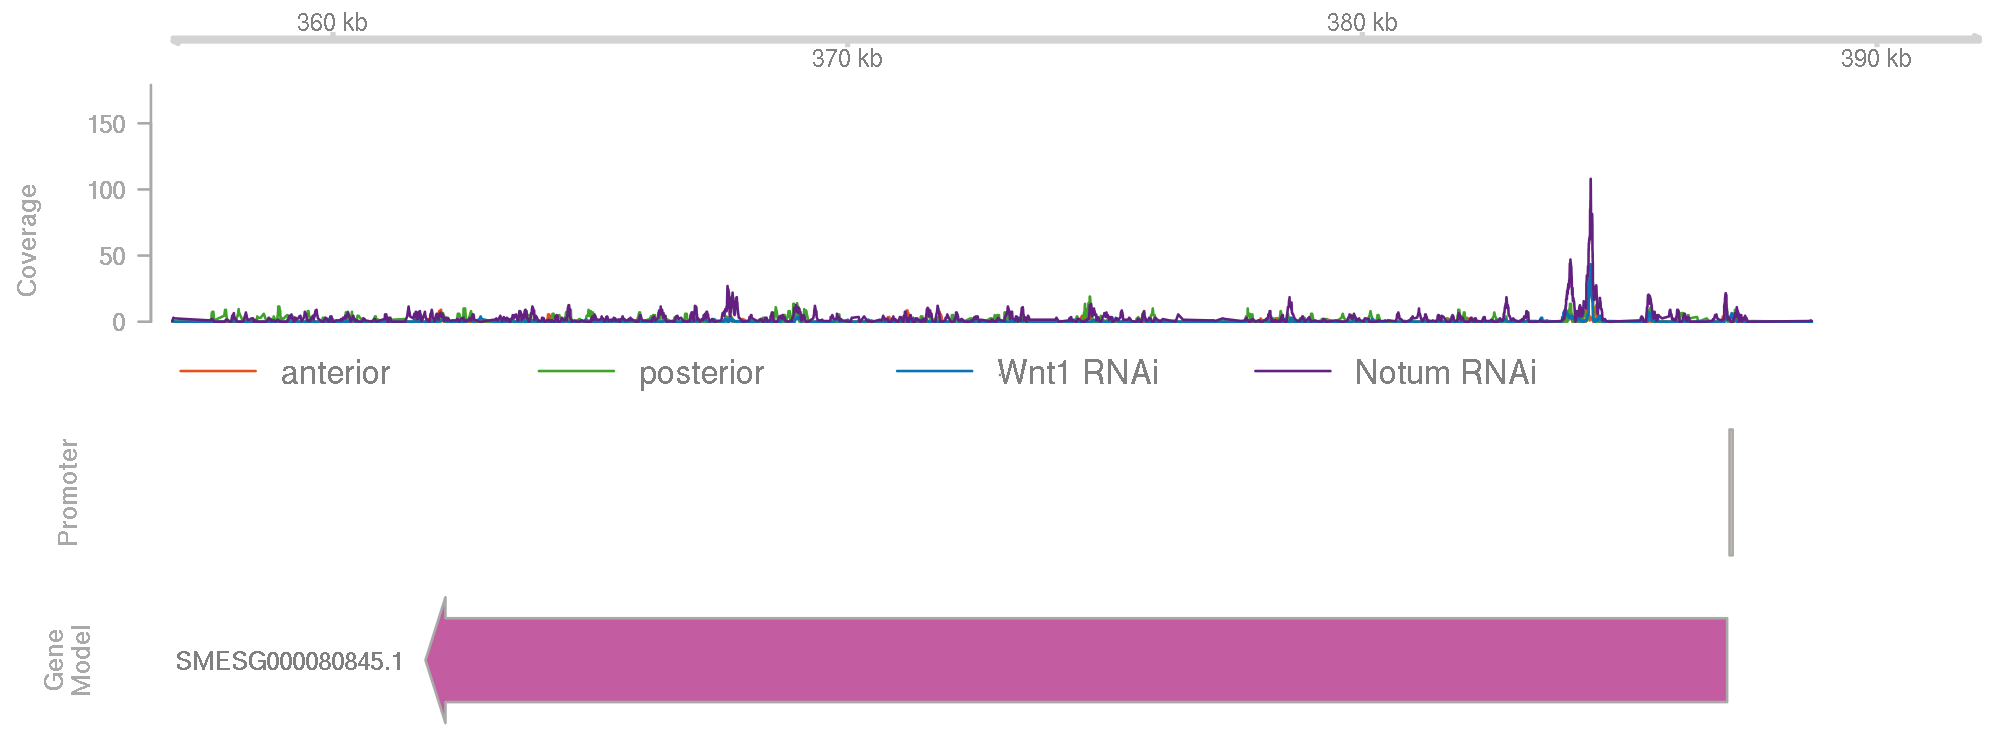 360 kb
380 kb
370 kb
390 kb
Coverage
150
100
50
0
anterior
posterior
Wnt1 RNAi
Notum RNAi
Promoter
Gene
Model
SMESG000080845.1